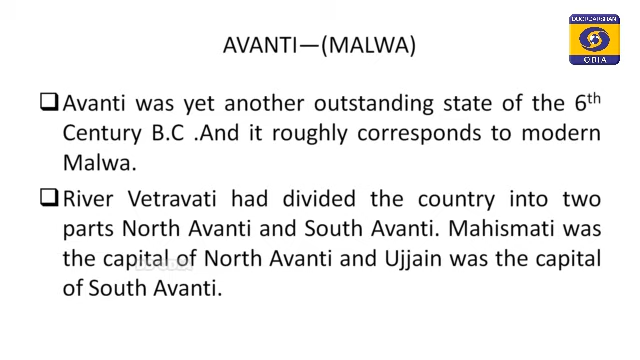 DOORDARSHAN
ODIA
AVANTI—(MALWA)
❑Avanti was yet another outstanding state of the 6th
Century B.C .And it roughly corresponds to modern
Malwa.
❑River Vetravati had divided the country into two
parts North Avanti and South Avanti. Mahismati was
the capital of North Avanti and Ujjain was the capital
of South Avanti.